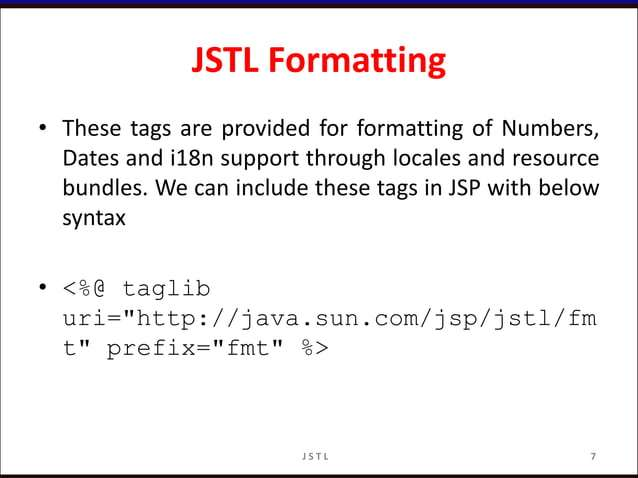 JSTL Formatting
• These tags are provided for formatting of Numbers,
Dates and i18n support through locales and resource
bundles. We can include these tags in JSP with below
syntax
• <%@ taglib
uri="http://java.sun.com/jsp/jstl/fm
t" prefix="fmt" %>
JSTL
7